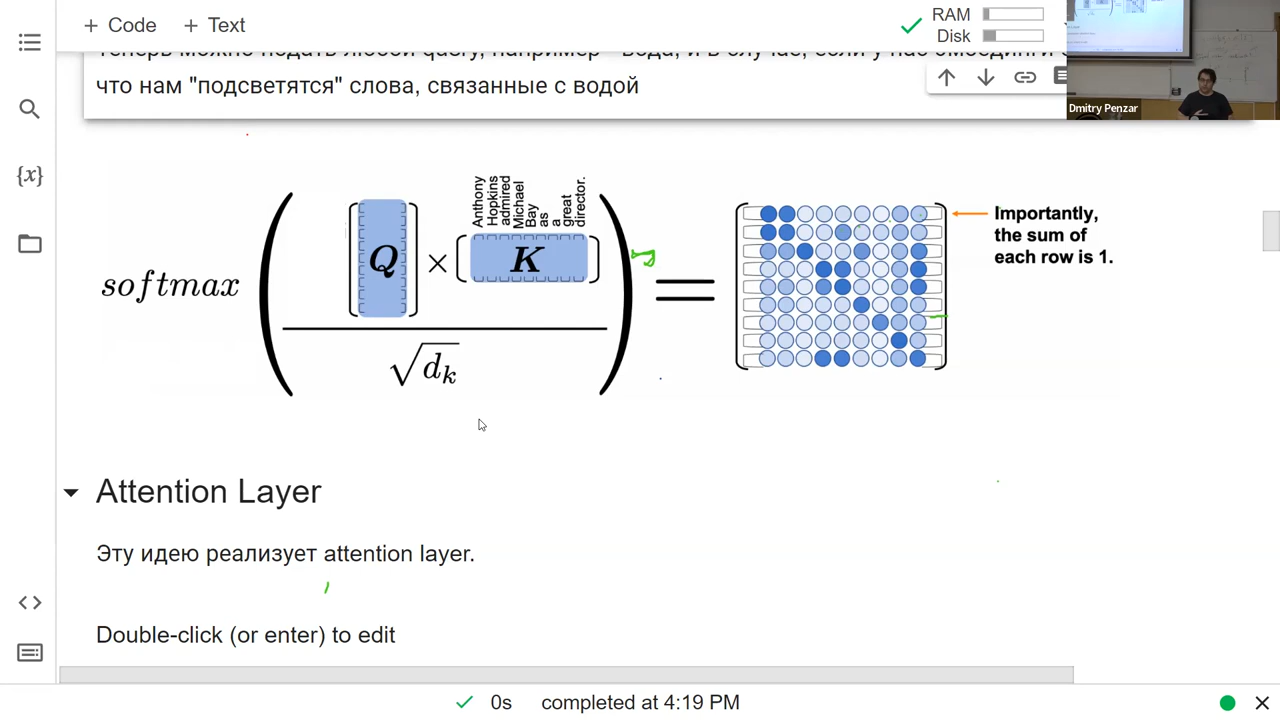 + Code + Text
RAM
Disk
Dmitry Penzar
что нам "подсветятся" слова, связанные с водой
{x}
Anthony
Hopkins
admired
Michael
Bay
as
a
great
director.
softmax ( [Q] × [K] / √d_k ) =
Importantly,
the sum of
each row is 1.
Attention Layer
Эту идею реализует attention layer.
Double-click (or enter) to edit
0s completed at 4:19 PM